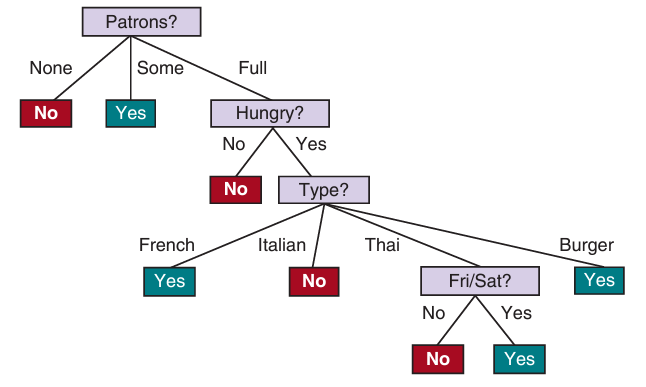 Patrons?
None
Some
Full
No
Yes
Hungry?
No
Yes
No
Type?
French
Italian
Thai
Burger
Yes
No
Fri/Sat?
Yes
No
Yes
No
Yes